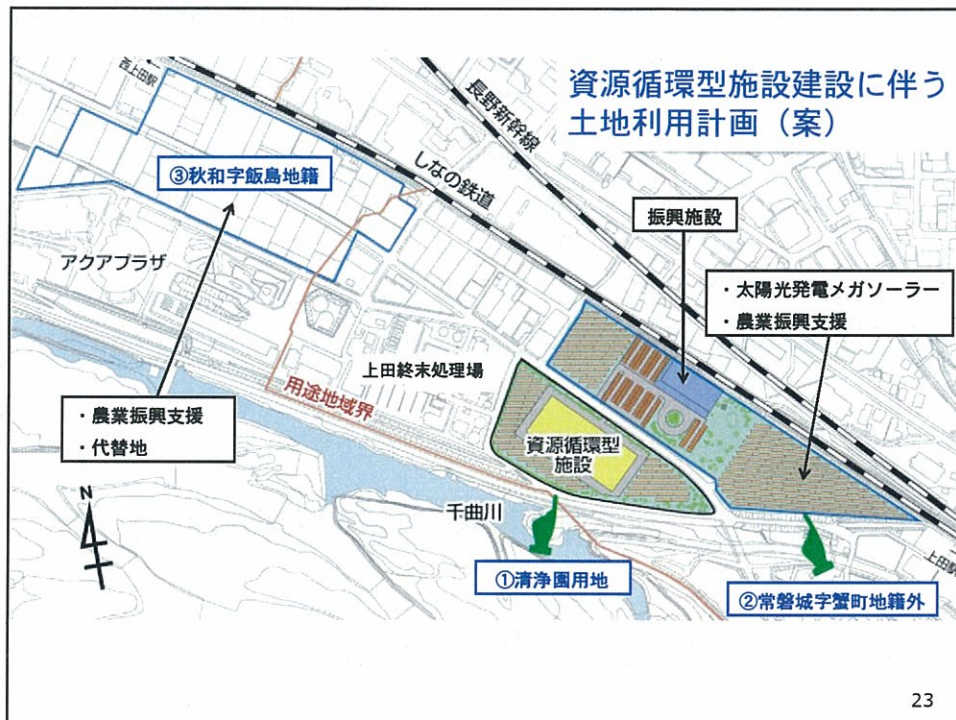 資源循環型施設建設に伴う
土地利用計画（案）
西上田駅
長野新幹線
しなの鉄道
③秋和字飯島地籍
振興施設
アクアプラザ
・太陽光発電メガソーラー
・農業振興支援
上田終末処理場
用途地域界
・農業振興支援
・代替地
資源循環型
施設
N
千曲川
上田駅
①清浄園用地
②常磐城字蟹町地籍外
23